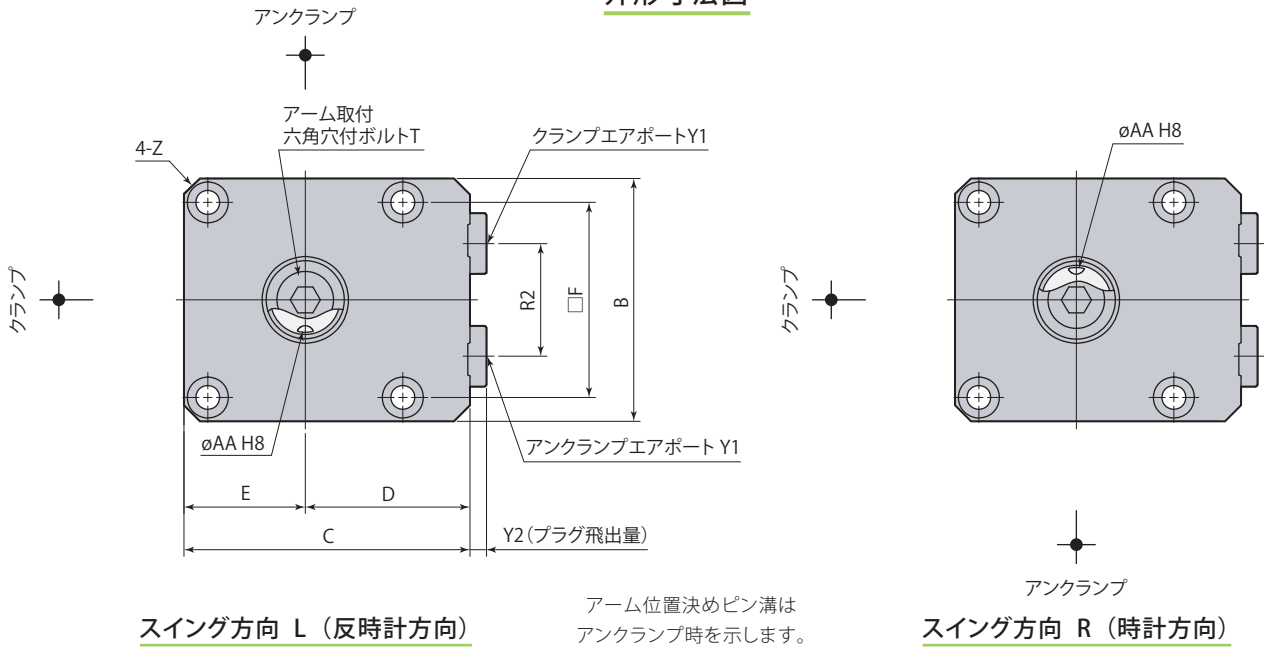 外形寸法図
アンクランプ
アーム取付
六角穴付ボルトT
クランプエアポートY1
4-Z
øAA H8
クランプ
R2
□F
B
クランプ
øAA H8
アンクランプエアポート Y1
E
D
C
Y2（プラグ飛出量）
アンクランプ
アーム位置決めピン溝は
アンクランプ時を示します。
スイング方向 L（反時計方向）
スイング方向 R（時計方向）